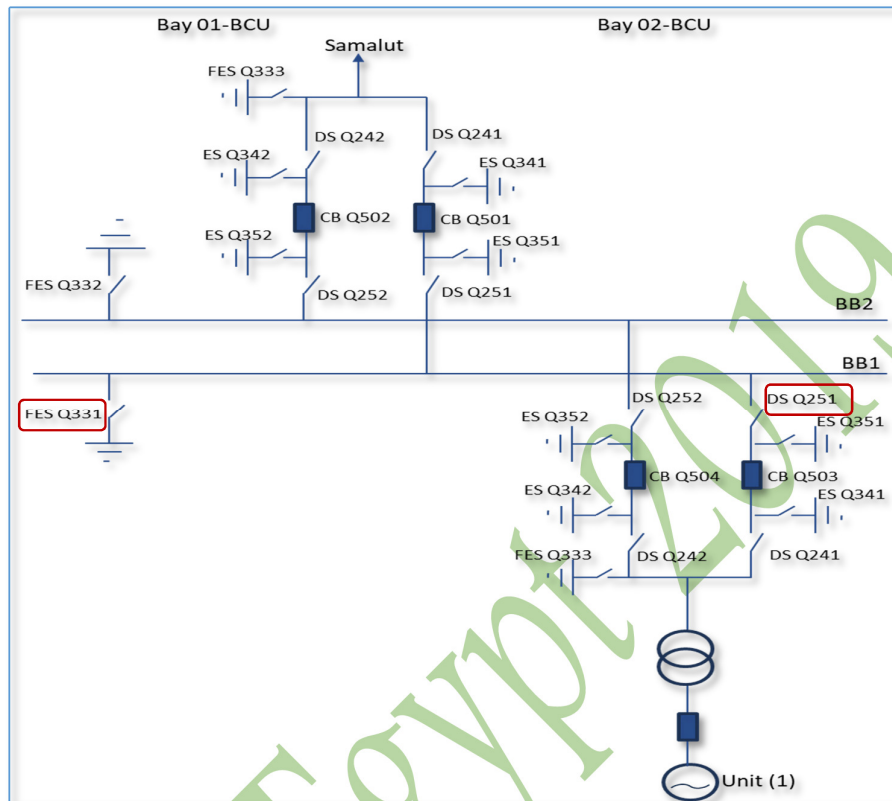 Bay 01-BCU
Bay 02-BCU
Samalut
FES Q333
DS Q242
DS Q241
ES Q342
ES Q341
CB Q502
CB Q501
ES Q352
ES Q351
FES Q332
DS Q252
DS Q251
BB2
BB1
FES Q331
DS Q252
DS Q251
ES Q352
ES Q351
CB Q504
CB Q503
ES Q342
ES Q341
FES Q333
DS Q242
DS Q241
Unit (1)
Egypt 2019